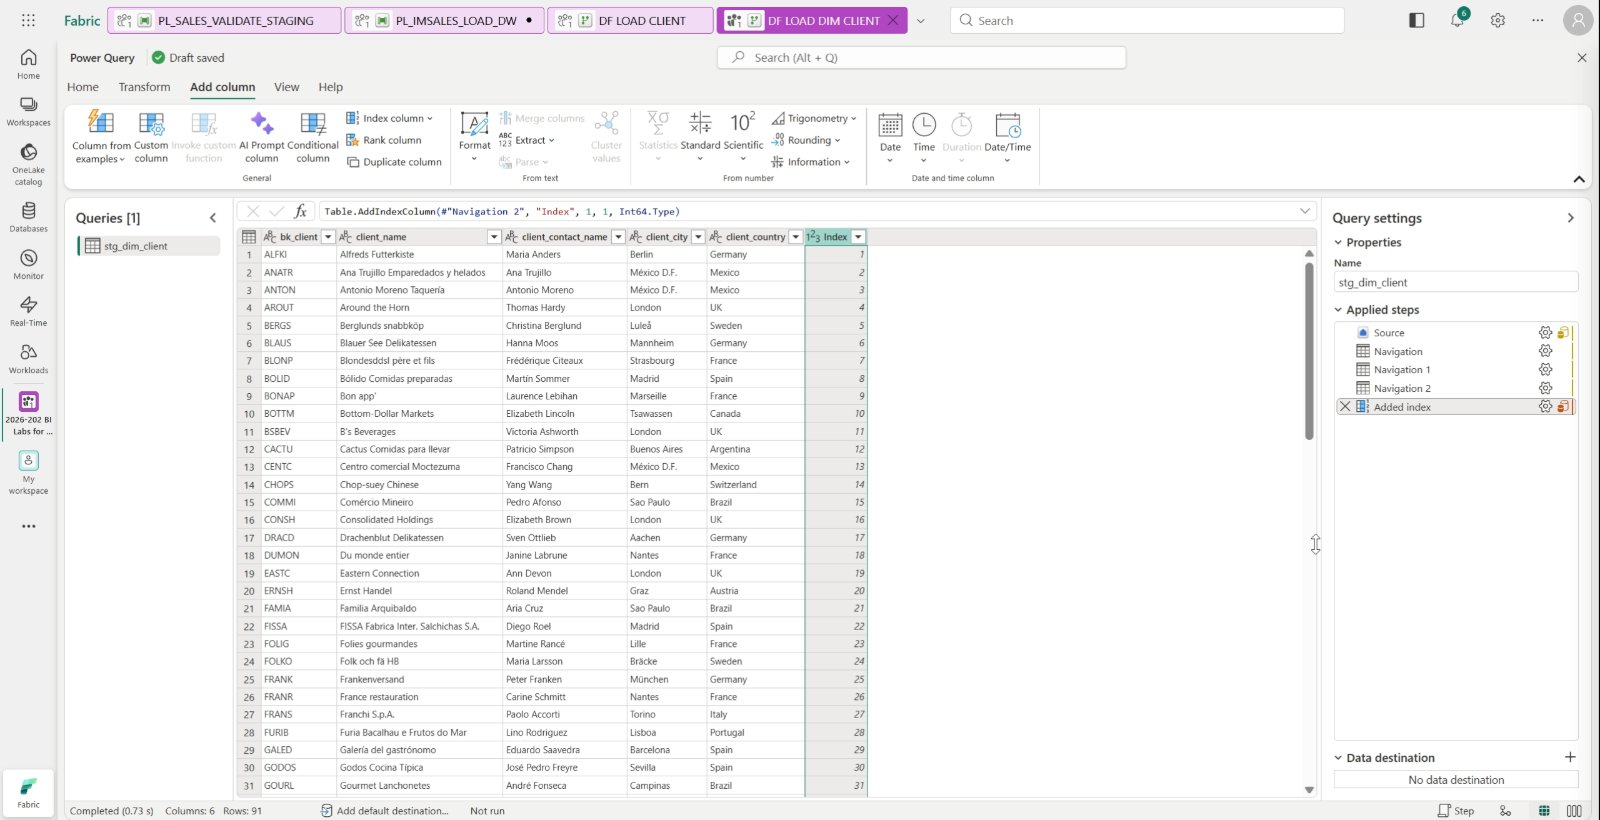 Fabric PL_SALES_VALIDATE_STAGING PL_IMSALES_LOAD_DW DF LOAD CLIENT DF LOAD DIM CLIENT Search 6
Power Query Draft saved Search (Alt + Q)
Home Transform Add column View Help
Column from examples Custom column Invoke custom function AI Prompt column Conditional column
Index column
Rank column
Duplicate column
General
Format
Merge columns
Extract
Parse
Cluster values
From text
Statistics Standard Scientific
Trigonometry
Rounding
Information
From number
Date Time Duration Date/Time
Date and time column
Home
Workspaces
OneLake catalog
Databases
Monitor
Real-Time
Workloads
2026-202 BI Labs for ...
My workspace
Fabric
Queries [1]
stg_dim_client
fx Table.AddIndexColumn(#"Navigation 2", "Index", 1, 1, Int64.Type)
bk_client client_name client_contact_name client_city client_country Index
1 ALFKI Alfreds Futterkiste Maria Anders Berlin Germany 1
2 ANATR Ana Trujillo Emparedados y helados Ana Trujillo México D.F. Mexico 2
3 ANTON Antonio Moreno Taquería Antonio Moreno México D.F. Mexico 3
4 AROUT Around the Horn Thomas Hardy London UK 4
5 BERGS Berglunds snabbköp Christina Berglund Luleå Sweden 5
6 BLAUS Blauer See Delikatessen Hanna Moos Mannheim Germany 6
7 BLONP Blondesddsl père et fils Frédérique Citeaux Strasbourg France 7
8 BOLID Bólido Comidas preparadas Martín Sommer Madrid Spain 8
9 BONAP Bon app' Laurence Lebihan Marseille France 9
10 BOTTM Bottom-Dollar Markets Elizabeth Lincoln Tsawassen Canada 10
11 BSBEV B's Beverages Victoria Ashworth London UK 11
12 CACTU Cactus Comidas para llevar Patricio Simpson Buenos Aires Argentina 12
13 CENTC Centro comercial Moctezuma Francisco Chang México D.F. Mexico 13
14 CHOPS Chop-suey Chinese Yang Wang Bern Switzerland 14
15 COMMI Comércio Mineiro Pedro Afonso Sao Paulo Brazil 15
16 CONSH Consolidated Holdings Elizabeth Brown London UK 16
17 DRACD Drachenblut Delikatessen Sven Ottlieb Aachen Germany 17
18 DUMON Du monde entier Janine Labrune Nantes France 18
19 EASTC Eastern Connection Ann Devon London UK 19
20 ERNSH Ernst Handel Roland Mendel Graz Austria 20
21 FAMIA Familia Arquibaldo Aria Cruz Sao Paulo Brazil 21
22 FISSA FISSA Fabrica Inter. Salchichas S.A. Diego Roel Madrid Spain 22
23 FOLIG Folies gourmandes Martine Rancé Lille France 23
24 FOLKO Folk och fä HB Maria Larsson Bräcke Sweden 24
25 FRANK Frankenversand Peter Franken München Germany 25
26 FRANR France restauration Carine Schmitt Nantes France 26
27 FRANS Franchi S.p.A. Paolo Accorti Torino Italy 27
28 FURIB Furia Bacalhau e Frutos do Mar Lino Rodriguez Lisboa Portugal 28
29 GALED Galería del gastrónomo Eduardo Saavedra Barcelona Spain 29
30 GODOS Godos Cocina Típica José Pedro Freyre Sevilla Spain 30
31 GOURL Gourmet Lanchonetes André Fonseca Campinas Brazil 31
Query settings
Properties
Name
stg_dim_client
Applied steps
Source
Navigation
Navigation 1
Navigation 2
Added index
Data destination
No data destination
Completed (0.73 s) Columns: 6 Rows: 91 Add default destination... Not run Step